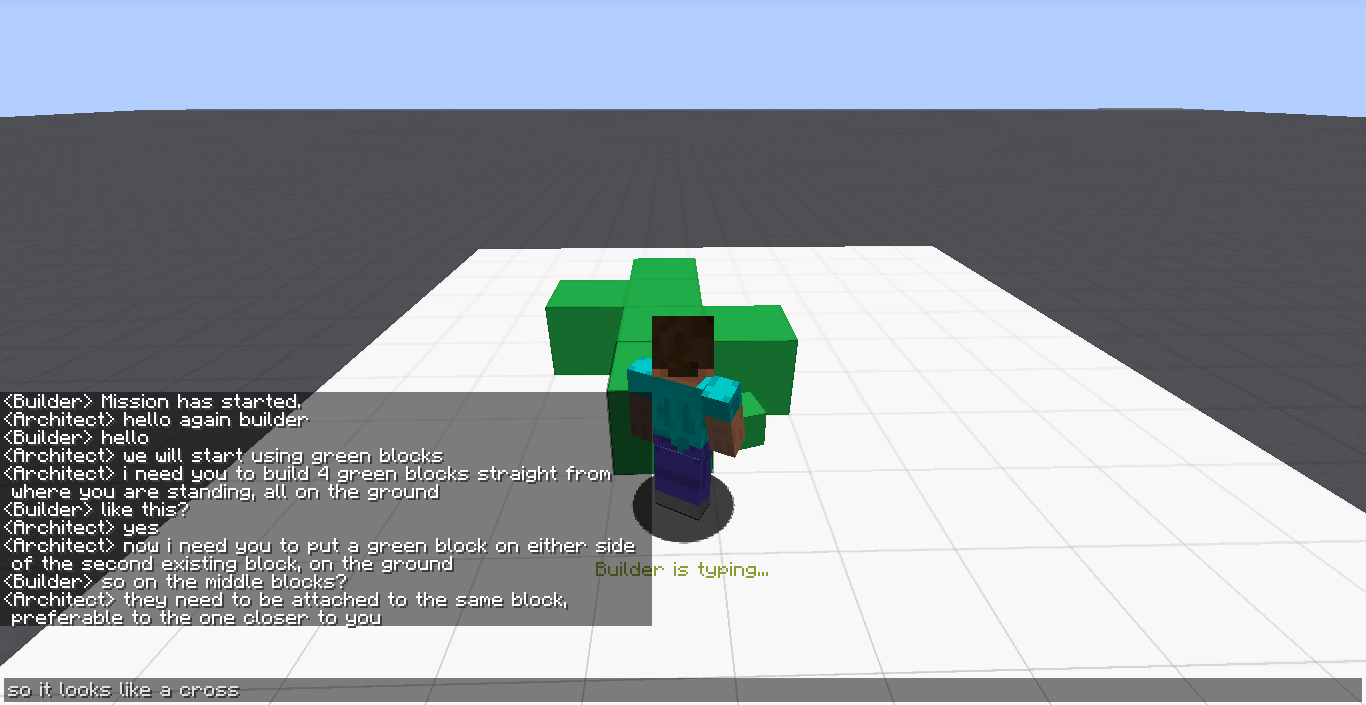 <Builder> Mission has started.
<Architect> hello again builder
<Builder> hello
<Architect> we will start using green blocks
<Architect> i need you to build 4 green blocks straight from
where you are standing, all on the ground
<Builder> like this?
<Architect> yes
<Architect> now i need you to put a green block on either side
of the second existing block, on the ground
<Builder> so on the middle blocks?
<Architect> they need to be attached to the same block,
preferable to the one closer to you
Builder is typing...
so it looks like a cross